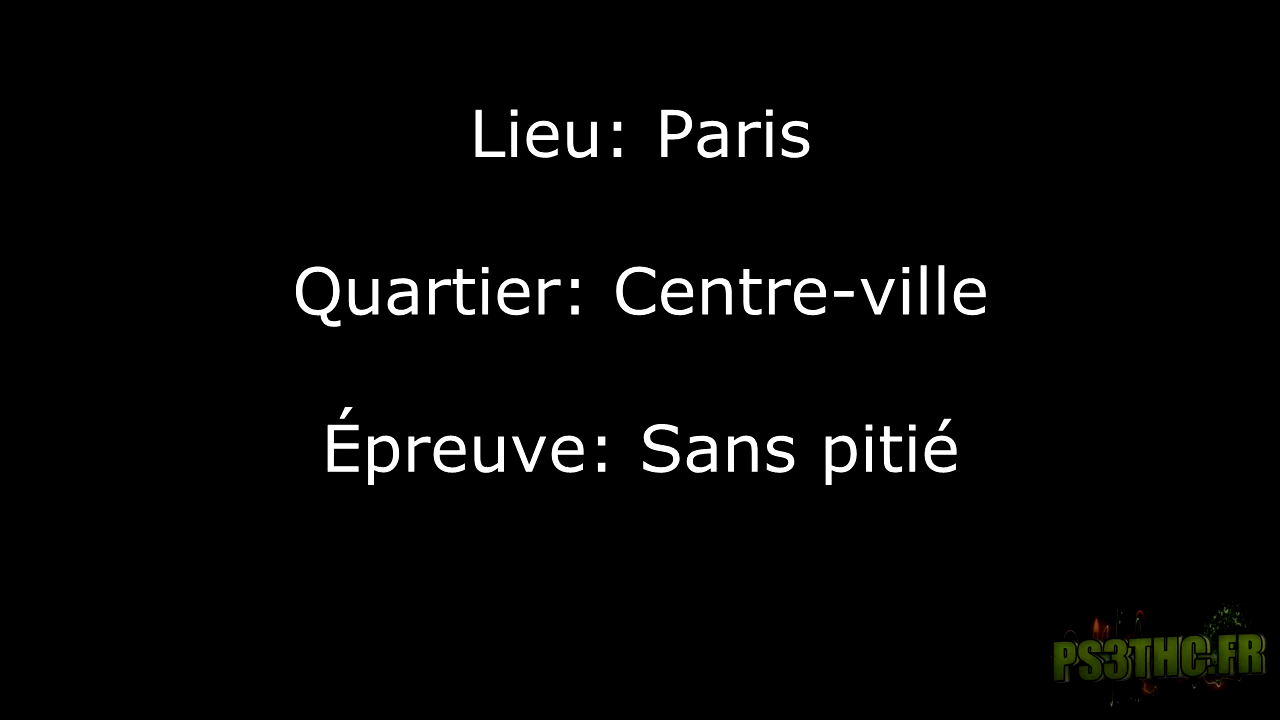 Lieu: Paris
Quartier: Centre-ville
Épreuve: Sans pitié
PS3THC.FR